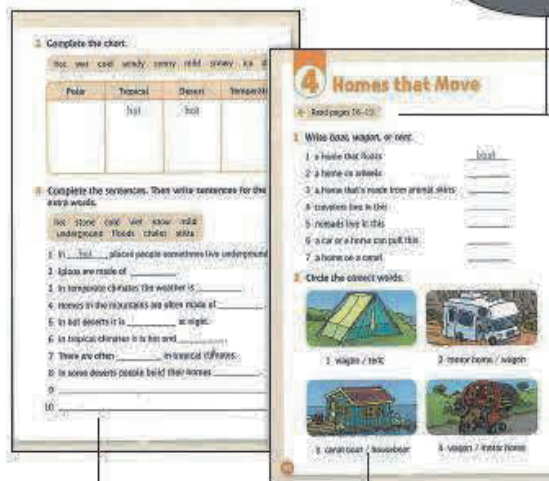 3 Complete the chart.
hot wet cool windy sunny mild snowy ice
Polar Tropical Desert Temperate
hot hot
4 Complete the sentences. Then write sentences for the
extra words.
hot stone cold wet snow mild
underground floods chalet
1 In hot, places people sometimes live underground
2 Igloos are made of
3 In temperate climates the weather is
4 Homes in the mountains are often made of
5 In hot deserts it is at night.
6 In tropical climates it is hot and
7 There are often in tropical climates.
8 In some deserts people build their homes
9
10
4 Homes that Move
Read pages 16–19.
1 Write boat, wagon, or tent.
1 a home that floats boat
2 a home on wheels
3 a home that's made from animal skins
4 travelers live in this
5 nomads live in this
6 a car or a horse can pull this
7 a home on a canal
2 Circle the correct words.
1 wagon / tent
2 motor home / wagon
3 canal boat / houseboat
4 wagon / motor home